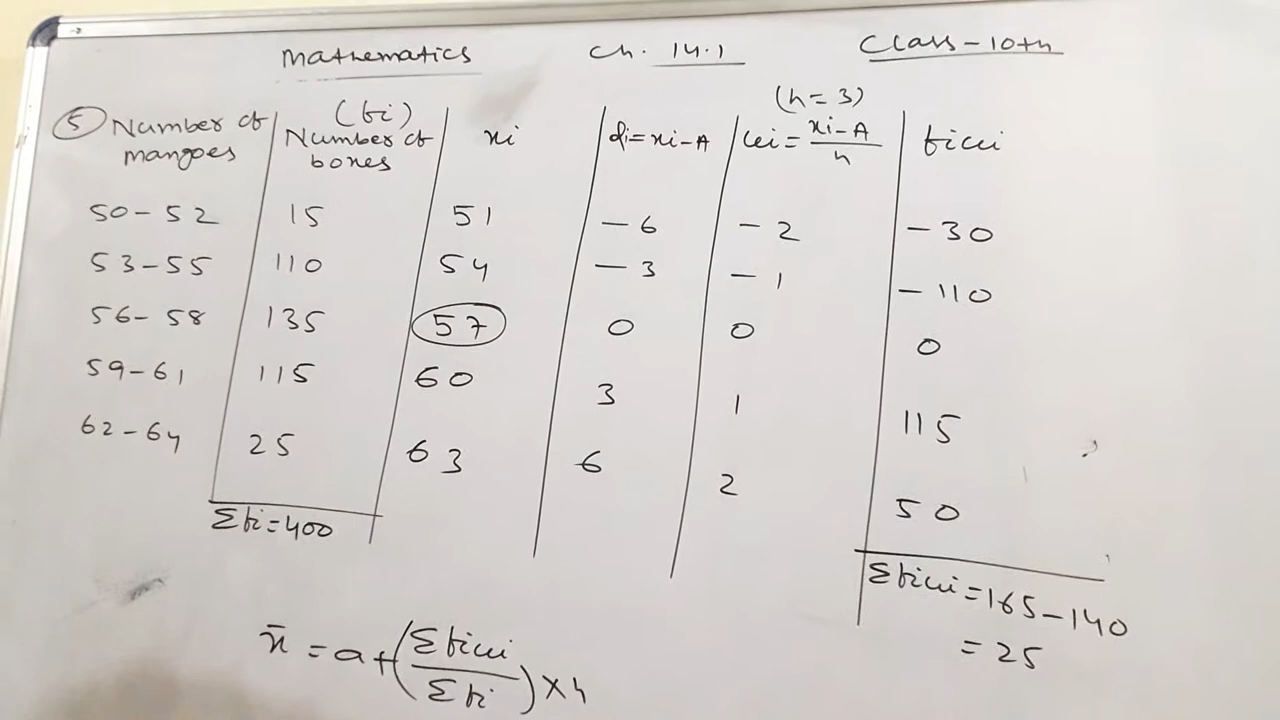 Mathematics Ch. 14.1 Class-10th
(h=3)
(5) Number of mangoes (fi) Number of boxes xi di=xi-A ui=xi-A/h fiui
50-52 15 51 -6 -2 -30
53-55 110 54 -3 -1 -110
56-58 135 57 0 0 0
59-61 115 60 3 1 115
62-64 25 63 6 2 50
Σfi=400
Σfiui=165-140
=25
x̄=a+(Σfiui/Σfi)×h